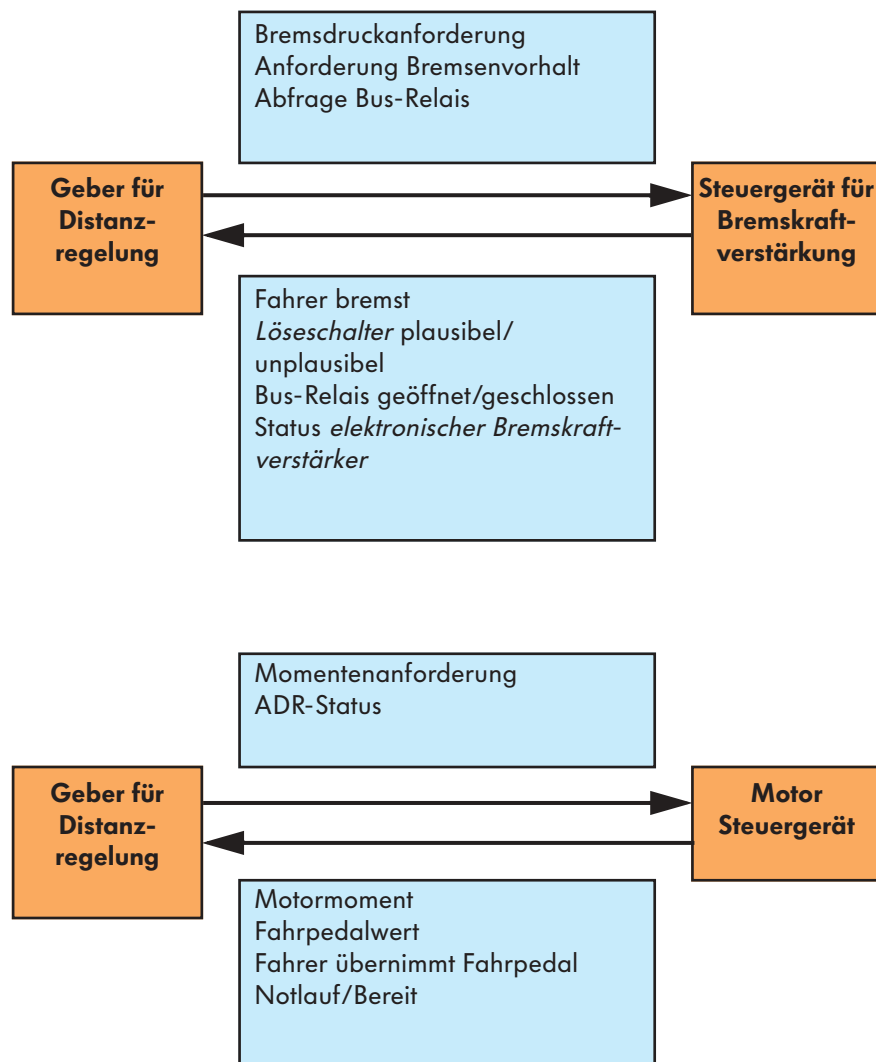 Bremsdruckanforderung
Anforderung Bremsenvorhalt
Abfrage Bus-Relais
Geber für
Distanz-
regelung
Steuergerät für
Bremskraft-
verstärkung
Fahrer bremst
Löseschalter plausibel/
unplausibel
Bus-Relais geöffnet/geschlossen
Status elektronischer Bremskraft-
verstärker
Momentenanforderung
ADR-Status
Geber für
Distanz-
regelung
Motor
Steuergerät
Motormoment
Fahrpedalwert
Fahrer übernimmt Fahrpedal
Notlauf/Bereit